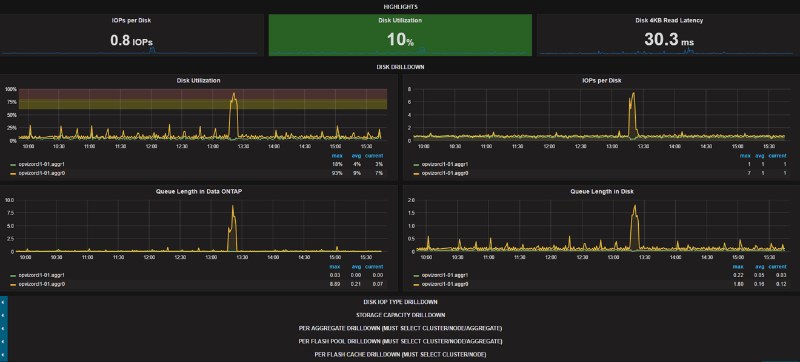 HIGHLIGHTS
IOPs per Disk
Disk Utilization
Disk 4KB Read Latency
0.8 IOPs
10%
30.3 ms
DISK DRILLDOWN
Disk Utilization
100%
75%
50%
25%
0%
10:00 10:30 11:00 11:30 12:00 12:30 13:00 13:30 14:00 14:30 15:00 15:30
max avg current
opvizorcl1-01.aggr1 18% 4% 3%
opvizorcl1-01.aggr0 93% 9% 7%
IOPs per Disk
8
6
4
2
0
10:00 10:30 11:00 11:30 12:00 12:30 13:00 13:30 14:00 14:30 15:00 15:30
max avg current
opvizorcl1-01.aggr1 1 1 1
opvizorcl1-01.aggr0 7 1 1
Queue Length in Data ONTAP
10.0
7.5
5.0
2.5
0
10:00 10:30 11:00 11:30 12:00 12:30 13:00 13:30 14:00 14:30 15:00 15:30
max avg current
opvizorcl1-01.aggr1 0.03 0.00 0.00
opvizorcl1-01.aggr0 8.80 0.21 0.07
Queue Length in Disk
2.0
1.5
1.0
0.5
0
10:00 10:30 11:00 11:30 12:00 12:30 13:00 13:30 14:00 14:30 15:00 15:30
max avg current
opvizorcl1-01.aggr1 0.22 0.05 0.03
opvizorcl1-01.aggr0 1.80 0.16 0.12
DISK IOP TYPE DRILLDOWN
STORAGE CAPACITY DRILLDOWN
PER AGGREGATE DRILLDOWN (MUST SELECT CLUSTER/NODE/AGGREGATE)
PER FLASH POOL DRILLDOWN (MUST SELECT CLUSTER/NODE/AGGREGATE)
PER FLASH CACHE DRILLDOWN (MUST SELECT CLUSTER/NODE)